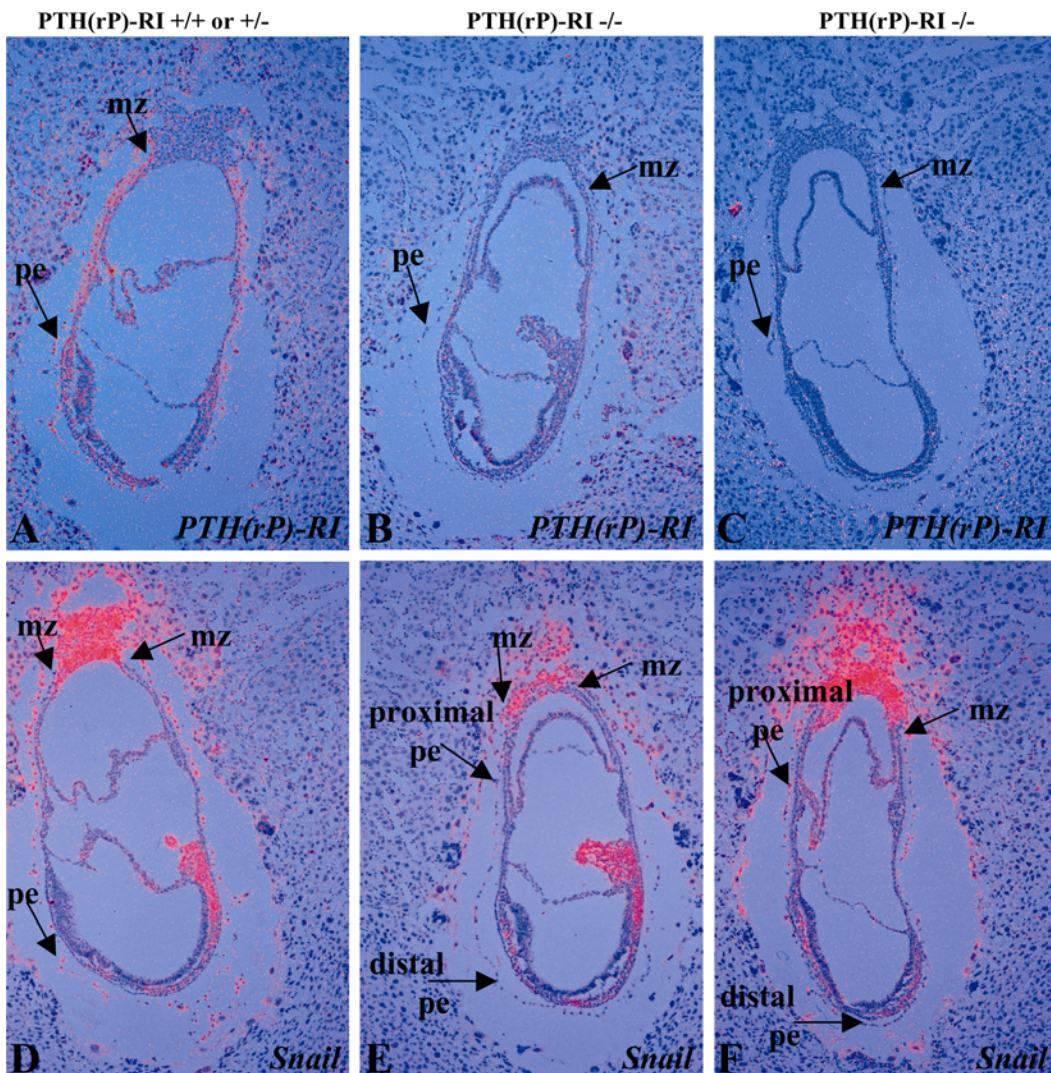 PTH(rP)-RI +/+ or +/-
PTH(rP)-RI -/-
PTH(rP)-RI -/-
mz
pe
A
PTH(rP)-RI
mz
pe
B
PTH(rP)-RI
mz
pe
C
PTH(rP)-RI
mz
mz
pe
D
Snail
mz
mz
proximal
pe
distal
pe
E
Snail
proximal
pe
mz
distal
pe
F
Snail